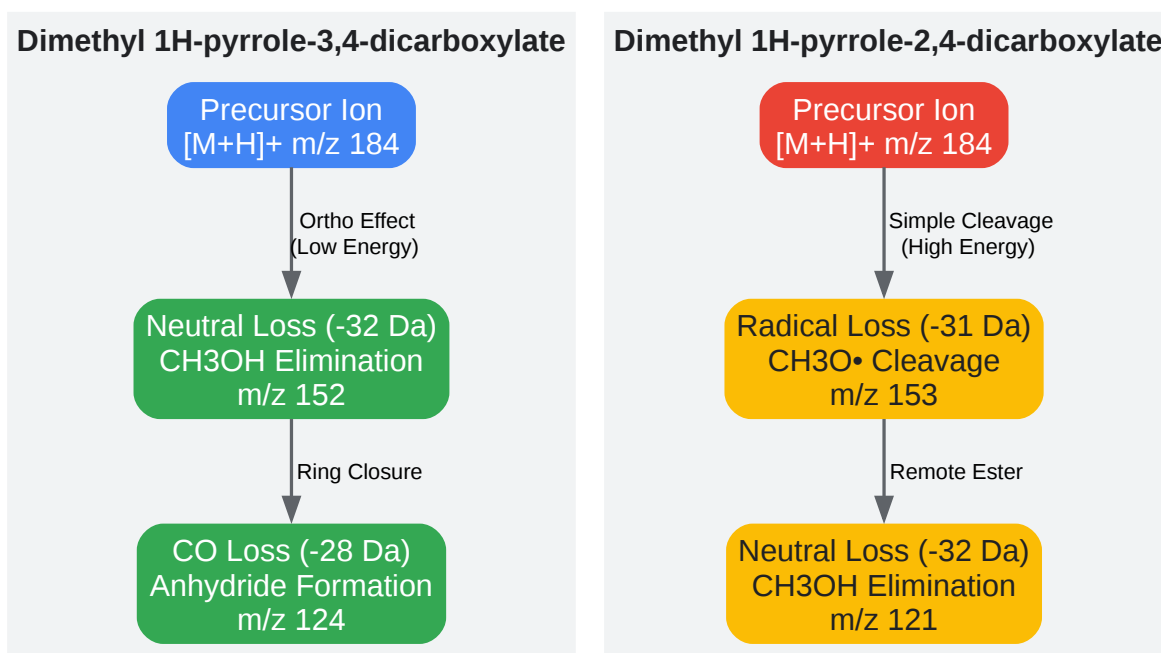 Dimethyl 1H-pyrrole-3,4-dicarboxylate
Precursor Ion
[M+H]+ m/z 184
Ortho Effect
(Low Energy)
Neutral Loss (-32 Da)
CH3OH Elimination
m/z 152
Ring Closure
CO Loss (-28 Da)
Anhydride Formation
m/z 124
Dimethyl 1H-pyrrole-2,4-dicarboxylate
Precursor Ion
[M+H]+ m/z 184
Simple Cleavage
(High Energy)
Radical Loss (-31 Da)
CH3O• Cleavage
m/z 153
Remote Ester
Neutral Loss (-32 Da)
CH3OH Elimination
m/z 121